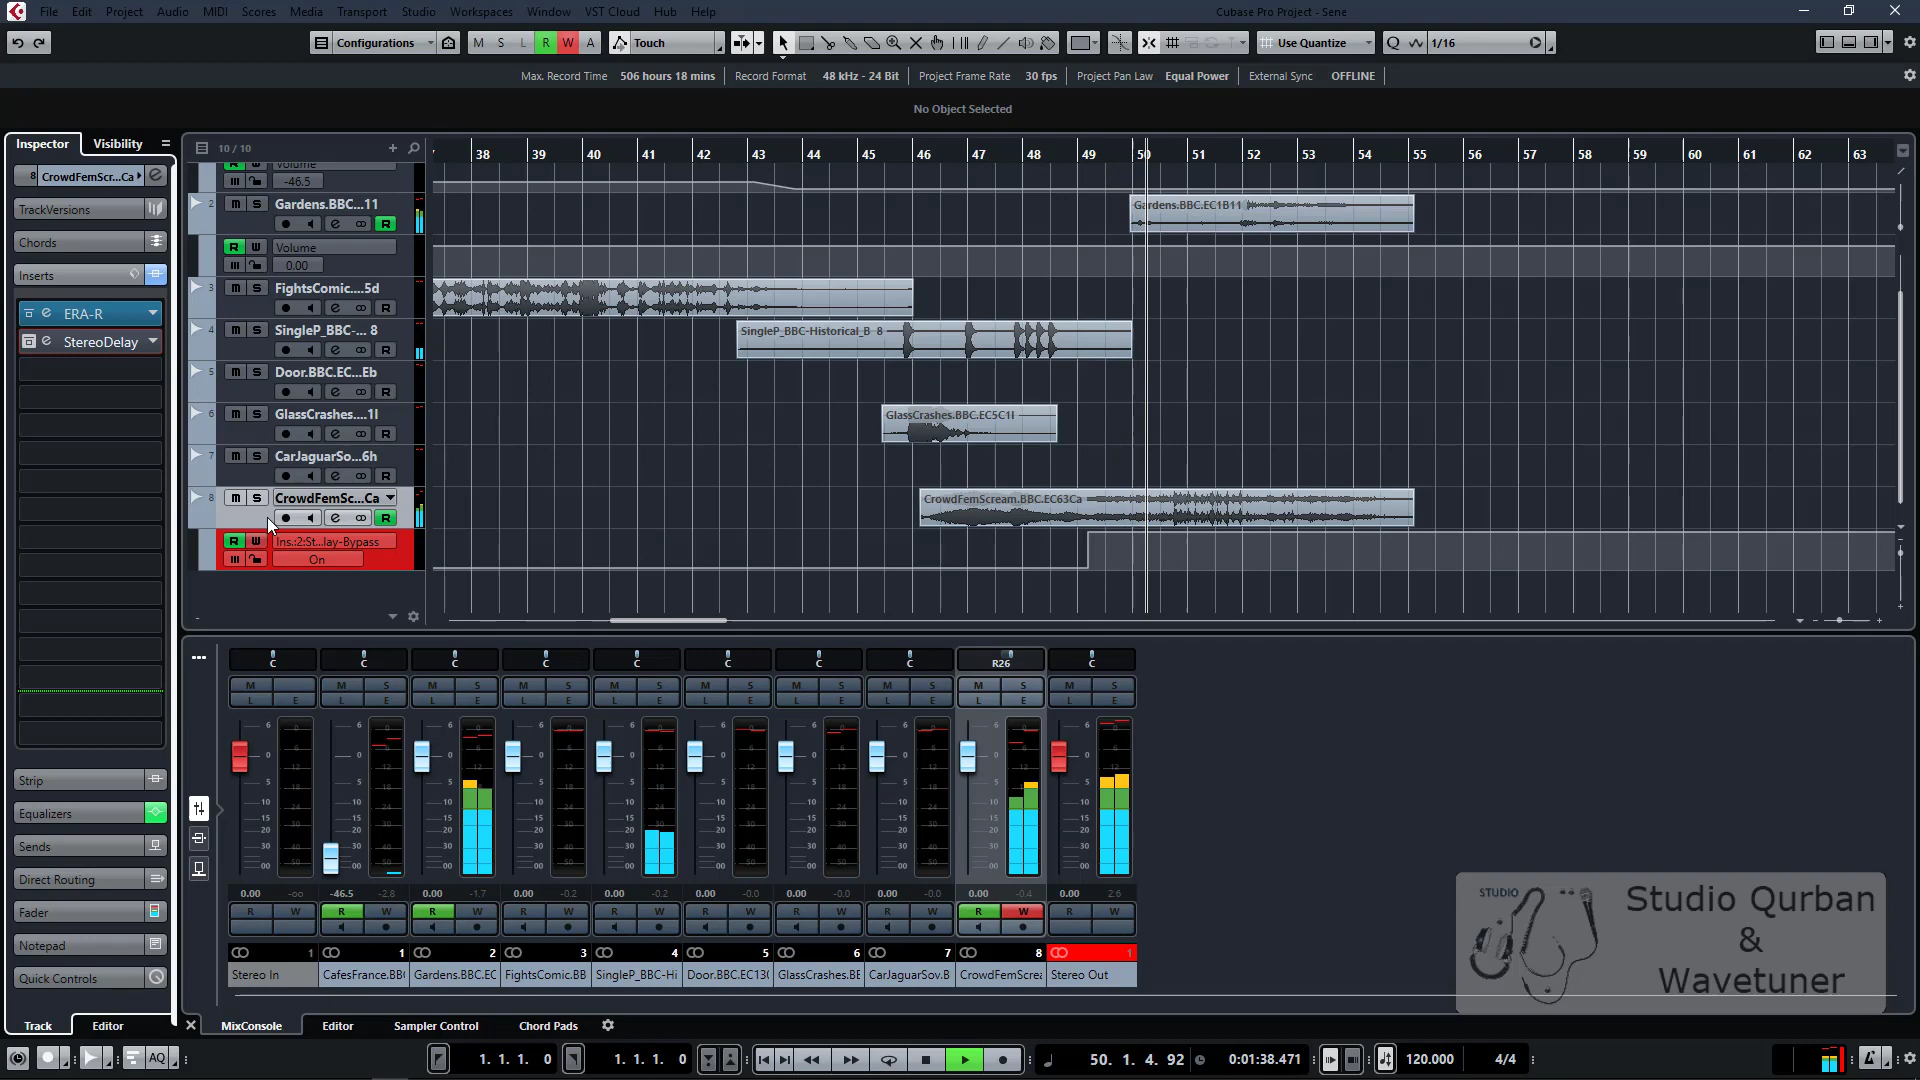 File Edit Project Audio MIDI Scores Media Transport Studio Workspaces Window VST Cloud Hub Help
Cubase Pro Project - Sene
Configurations M S L R W A Touch Use Quantize Q 1/16
Max. Record Time 506 hours 18 mins Record Format 48 kHz - 24 Bit Project Frame Rate 30 fps Project Pan Law Equal Power External Sync OFFLINE
No Object Selected
Inspector Visibility
10 / 10
38 39 40 41 42 43 44 45 46 47 48 49 50 51 52 53 54 55 56 57 58 59 60 61 62 63
8 CrowdFemScr...Ca
TrackVersions
Chords
Inserts
ERA-R
StereoDelay
Strip
Equalizers
Sends
Direct Routing
Fader
Notepad
Quick Controls
Track Editor
Volume
-46.5
2 m S Gardens.BBC...11
R
R W Volume
0.00
3 m S FightsComic....5d
R
4 m S SingleP_BBC-... 8
R
5 m S Door.BBC.EC...Eb
R
6 m S GlassCrashes....1l
R
7 m S CarJaguarSo...6h
R
8 m S CrowdFemSc...Ca
R
R W Ins.:2:St...lay-Bypass
On
Gardens.BBC.EC1B11
SingleP_BBC-Historical_B 8
GlassCrashes.BBC.EC5C1l
CrowdFemScream.BBC.EC63Ca
C C C C C C C C R26 C
M M S M S M S M S M S M S M S M S M S
L E L E L E L E L E L E L E L E L E L E
0.00 -∞ -46.5 -2.8 0.00 -1.7 0.00 -0.2 0.00 -0.2 0.00 -0.0 0.00 -0.0 0.00 -0.0 0.00 -0.4 0.00 2.6
R W R W R W R W R W R W R W R W R W R W
1 1 2 3 4 5 6 7 8 1
Stereo In CafesFrance.BB Gardens.BBC.EC FightsComic.BB SingleP_BBC-Hi Door.BBC.EC13 GlassCrashes.BE CarJaguarSov.B CrowdFemScrea Stereo Out
STUDIO
Studio Qurban
&
Wavetuner
MixConsole Editor Sampler Control Chord Pads
AQ 1. 1. 1. 0 1. 1. 1. 0 50. 1. 4. 92 0:01:38.471 120.000 4/4